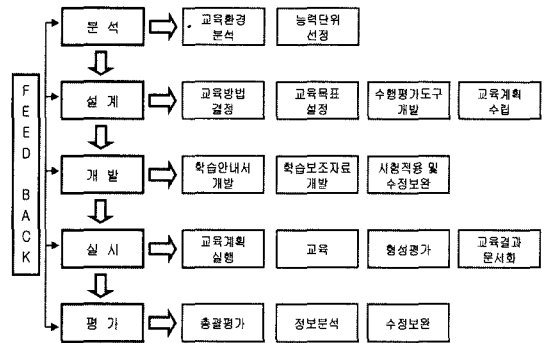 분 석
교육환경
분석
능력단위
선정
FEED BACK
설 계
교육방법
결정
교육목표
설정
수행평가도구
개발
교육계획
수립
개 발
학습안내서
개발
학습보조자료
개발
시험적용 및
수정보완
실 시
교육계획
실행
교육
형성평가
교육결과
문서화
평 가
총괄평가
정보분석
수정보완